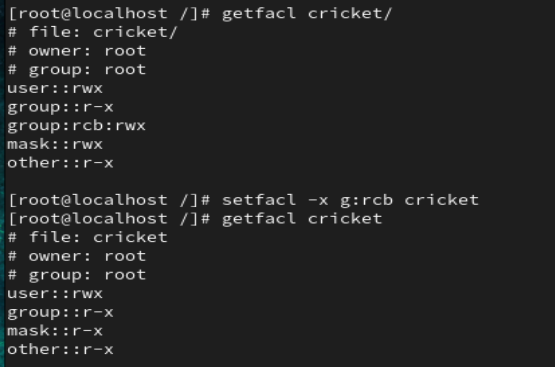 [root@localhost /]# getfacl cricket/
# file: cricket/
# owner: root
# group: root
user::rwx
group::r-x
group:rcb:rwx
mask::rwx
other::r-x

[root@localhost /]# setfacl -x g:rcb cricket
[root@localhost /]# getfacl cricket
# file: cricket
# owner: root
# group: root
user::rwx
group::r-x
mask::r-x
other::r-x